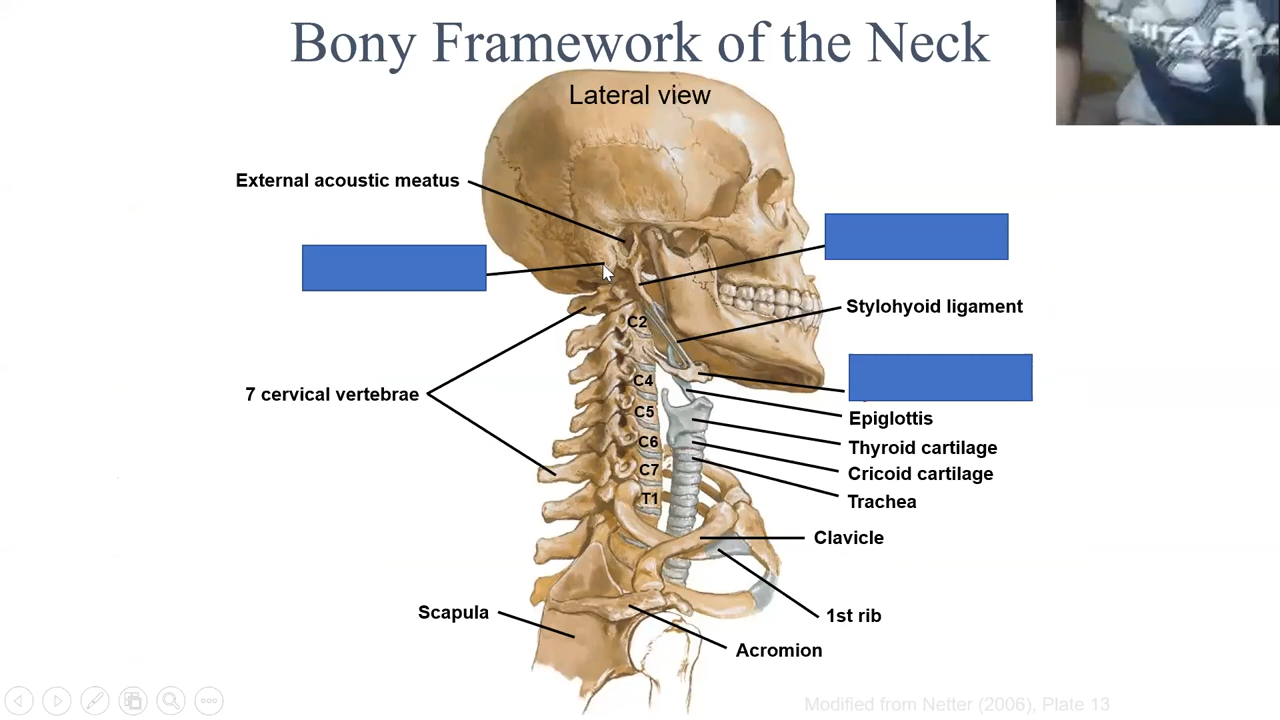 Bony Framework of the Neck
Lateral view
External acoustic meatus
Stylohyoid ligament
C2
C4
7 cervical vertebrae
C5
Epiglottis
C6
Thyroid cartilage
C7
Cricoid cartilage
T1
Trachea
Clavicle
Scapula
1st rib
Acromion
Modified from Netter (2006), Plate 13